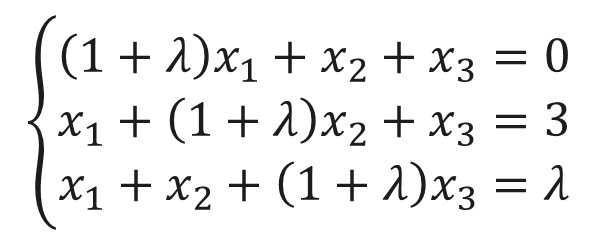 (1 + λ)x₁ + x₂ + x₃ = 0
x₁ + (1 + λ)x₂ + x₃ = 3
x₁ + x₂ + (1 + λ)x₃ = λ